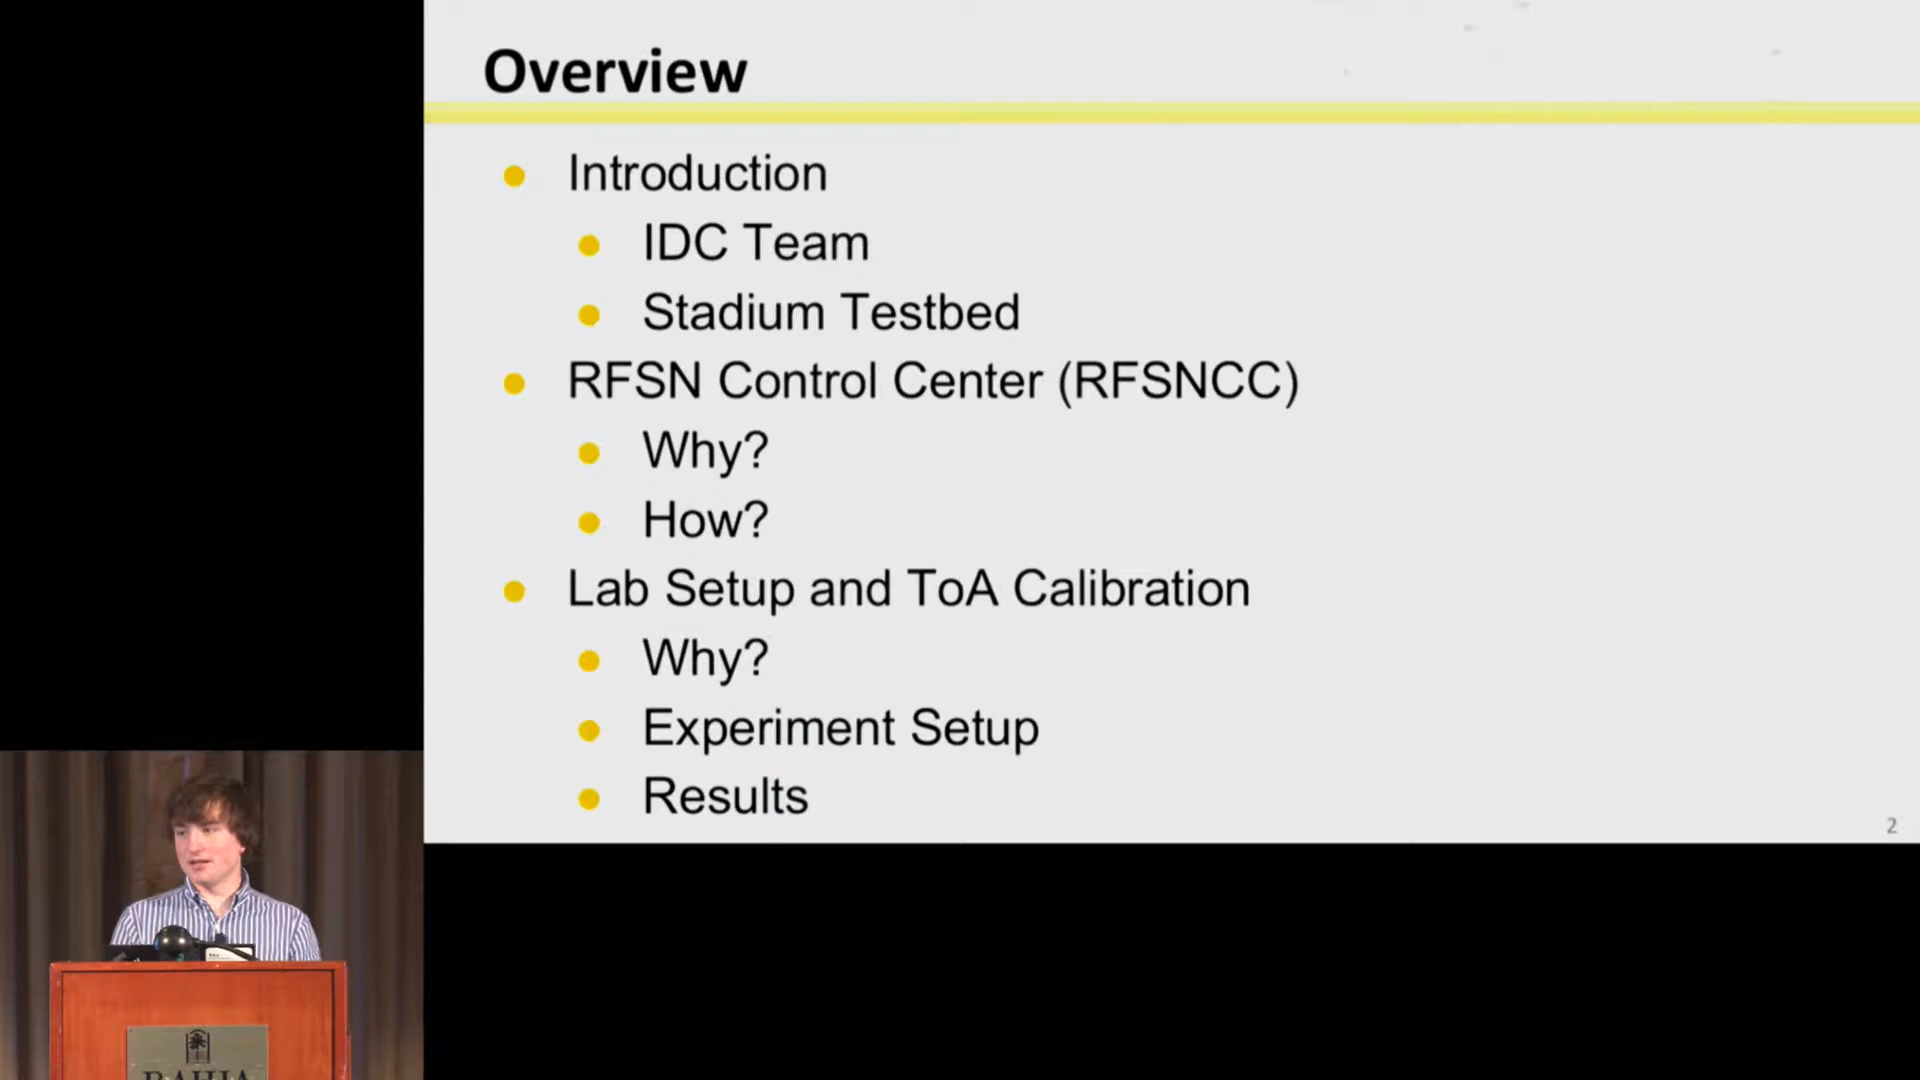 Overview
Introduction
IDC Team
Stadium Testbed
RFSN Control Center (RFSNCC)
Why?
How?
Lab Setup and ToA Calibration
Why?
Experiment Setup
Results
2
BAHIA